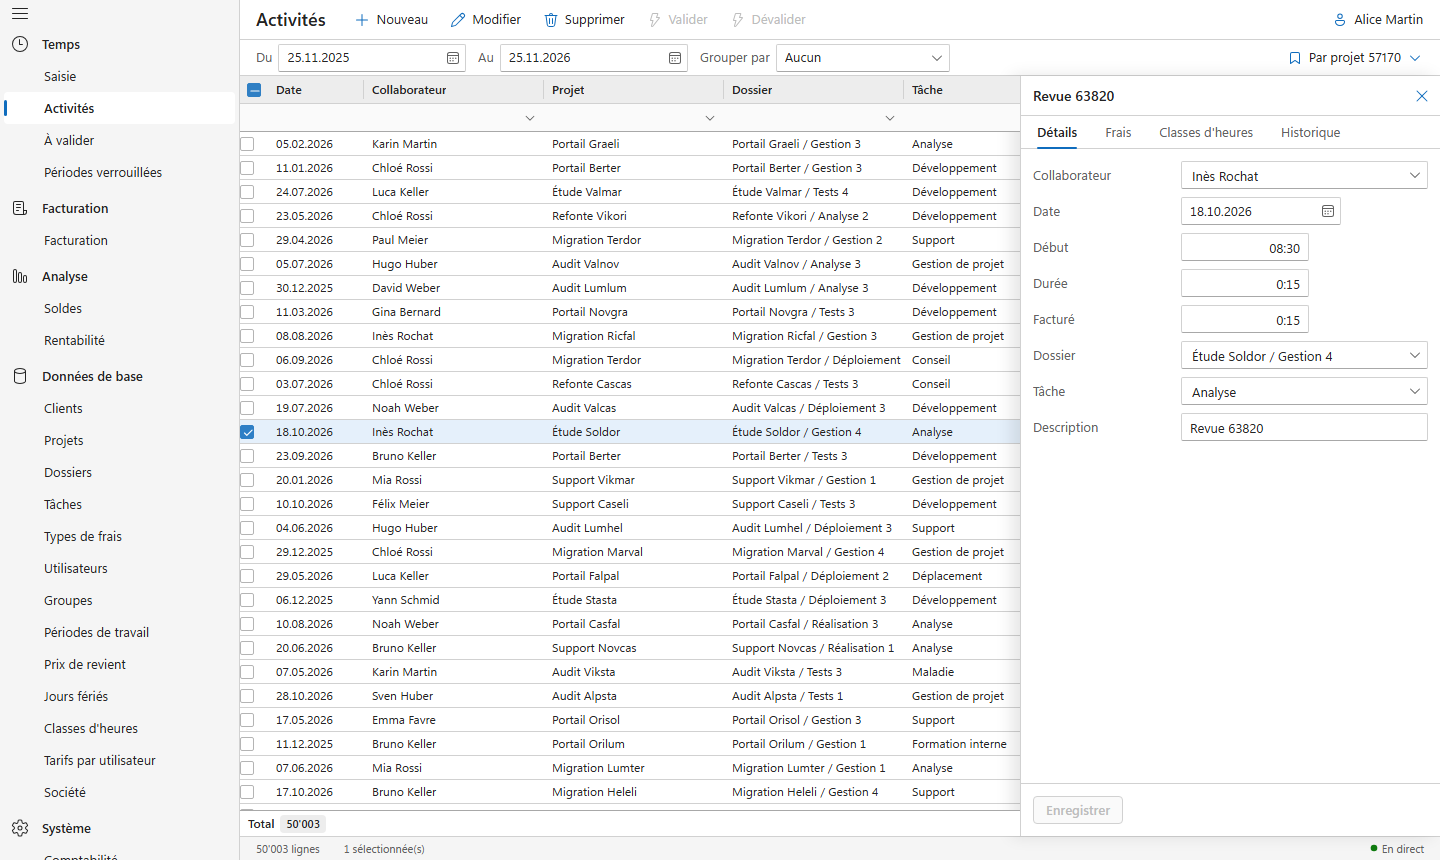 Temps
Saisie
Activités
À valider
Périodes verrouillées
Facturation
Facturation
Analyse
Soldes
Rentabilité
Données de base
Clients
Projets
Dossiers
Tâches
Types de frais
Utilisateurs
Groupes
Périodes de travail
Prix de revient
Jours fériés
Classes d'heures
Tarifs par utilisateur
Société
Système
Comptabilité
Activités Nouveau Modifier Supprimer Valider Dévalider Alice Martin
Du 25.11.2025 Au 25.11.2026 Grouper par Aucun Par projet 57170
Date Collaborateur Projet Dossier Tâche
05.02.2026 Karin Martin Portail Graeli Portail Graeli / Gestion 3 Analyse
11.01.2026 Chloé Rossi Portail Berter Portail Berter / Gestion 3 Développement
24.07.2026 Luca Keller Étude Valmar Étude Valmar / Tests 4 Développement
23.05.2026 Chloé Rossi Refonte Vikori Refonte Vikori / Analyse 2 Développement
29.04.2026 Paul Meier Migration Terdor Migration Terdor / Gestion 2 Support
05.07.2026 Hugo Huber Audit Valnov Audit Valnov / Analyse 3 Gestion de projet
30.12.2025 David Weber Audit Lumlum Audit Lumlum / Analyse 3 Développement
11.03.2026 Gina Bernard Portail Novgra Portail Novgra / Tests 3 Développement
08.08.2026 Inès Rochat Migration Ricfal Migration Ricfal / Gestion 3 Gestion de projet
06.09.2026 Chloé Rossi Migration Terdor Migration Terdor / Déploiement Conseil
03.07.2026 Chloé Rossi Refonte Cascas Refonte Cascas / Tests 3 Conseil
19.07.2026 Noah Weber Audit Valcas Audit Valcas / Déploiement 3 Développement
18.10.2026 Inès Rochat Étude Soldor Étude Soldor / Gestion 4 Analyse
23.09.2026 Bruno Keller Portail Berter Portail Berter / Tests 3 Développement
20.01.2026 Mia Rossi Support Vikmar Support Vikmar / Gestion 1 Gestion de projet
10.10.2026 Félix Meier Support Caseli Support Caseli / Tests 3 Développement
04.06.2026 Hugo Huber Audit Lumhel Audit Lumhel / Déploiement 3 Support
29.12.2025 Chloé Rossi Migration Marval Migration Marval / Gestion 4 Gestion de projet
29.05.2026 Luca Keller Portail Falpal Portail Falpal / Déploiement 2 Déplacement
06.12.2025 Yann Schmid Étude Stasta Étude Stasta / Déploiement 3 Développement
10.08.2026 Noah Weber Portail Casfal Portail Casfal / Réalisation 3 Analyse
20.06.2026 Bruno Keller Support Novcas Support Novcas / Réalisation 1 Analyse
07.05.2026 Karin Martin Audit Viksta Audit Viksta / Tests 3 Maladie
28.10.2026 Sven Huber Audit Alpsta Audit Alpsta / Tests 1 Gestion de projet
17.05.2026 Emma Favre Portail Orisol Portail Orisol / Gestion 3 Support
11.12.2025 Bruno Keller Portail Orilum Portail Orilum / Gestion 1 Formation interne
07.06.2026 Mia Rossi Migration Lumter Migration Lumter / Gestion 1 Analyse
17.10.2026 Bruno Keller Migration Heleli Migration Heleli / Gestion 4 Support
Total 50'003
50'003 lignes 1 sélectionnée(s)
Revue 63820
Détails Frais Classes d'heures Historique
Collaborateur Inès Rochat
Date 18.10.2026
Début 08:30
Durée 0:15
Facturé 0:15
Dossier Étude Soldor / Gestion 4
Tâche Analyse
Description Revue 63820
Enregistrer
En direct